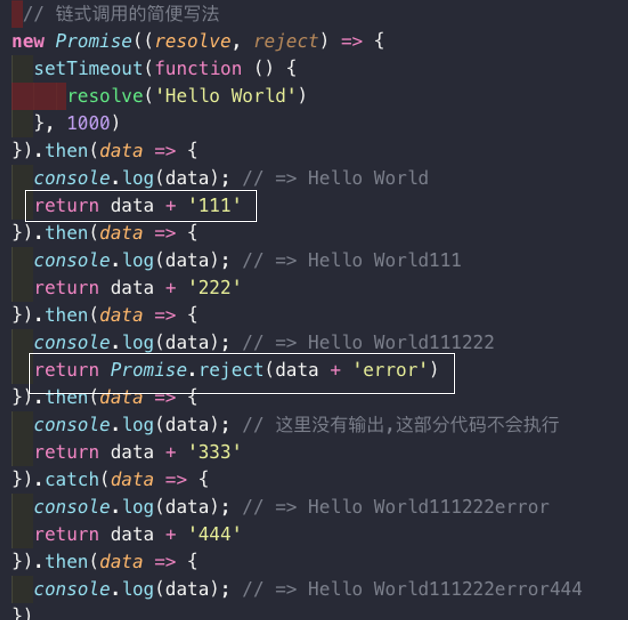 // 链式调用的简便写法
new Promise((resolve, reject) => {
  setTimeout(function () {
    resolve('Hello World')
  }, 1000)
}).then(data => {
  console.log(data); // => Hello World
  return data + '111'
}).then(data => {
  console.log(data); // => Hello World111
  return data + '222'
}).then(data => {
  console.log(data); // => Hello World111222
  return Promise.reject(data + 'error')
}).then(data => {
  console.log(data); // 这里没有输出,这部分代码不会执行
  return data + '333'
}).catch(data => {
  console.log(data); // => Hello World111222error
  return data + '444'
}).then(data => {
  console.log(data); // => Hello World111222error444
})